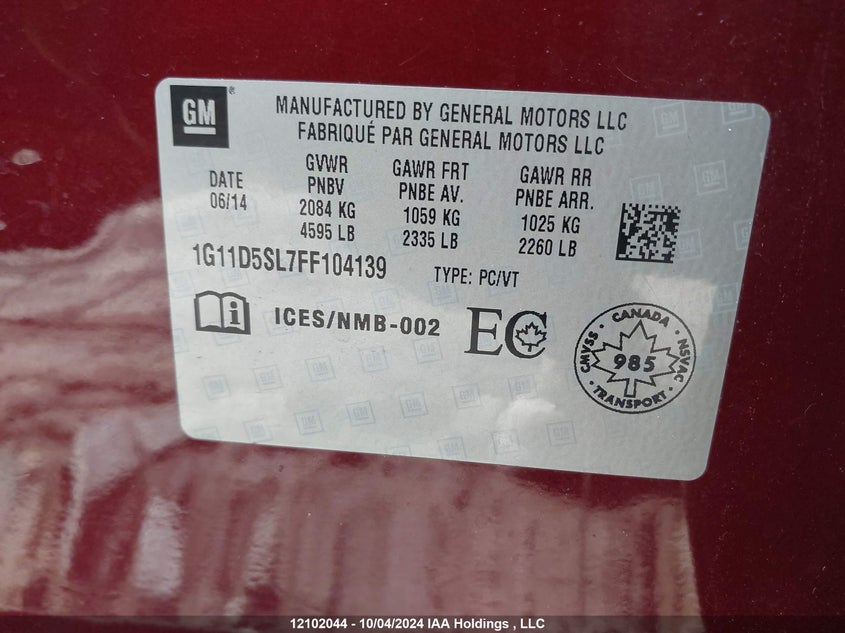 GM
MANUFACTURED BY GENERAL MOTORS LLC
FABRIQUÉ PAR GENERAL MOTORS LLC
DATE
06/14
GVWR
PNBV
2084 KG
4595 LB
GAWR FRT
PNBE AV.
1059 KG
2335 LB
GAWR RR
PNBE ARR.
1025 KG
2260 LB
1G11D5SL7FF104139
TYPE: PC/VT
ICES/NMB-002
EC
CANADA
CMVSS
985
NSVAC
TRANSPORT
12102044 - 10/04/2024 IAA Holdings , LLC